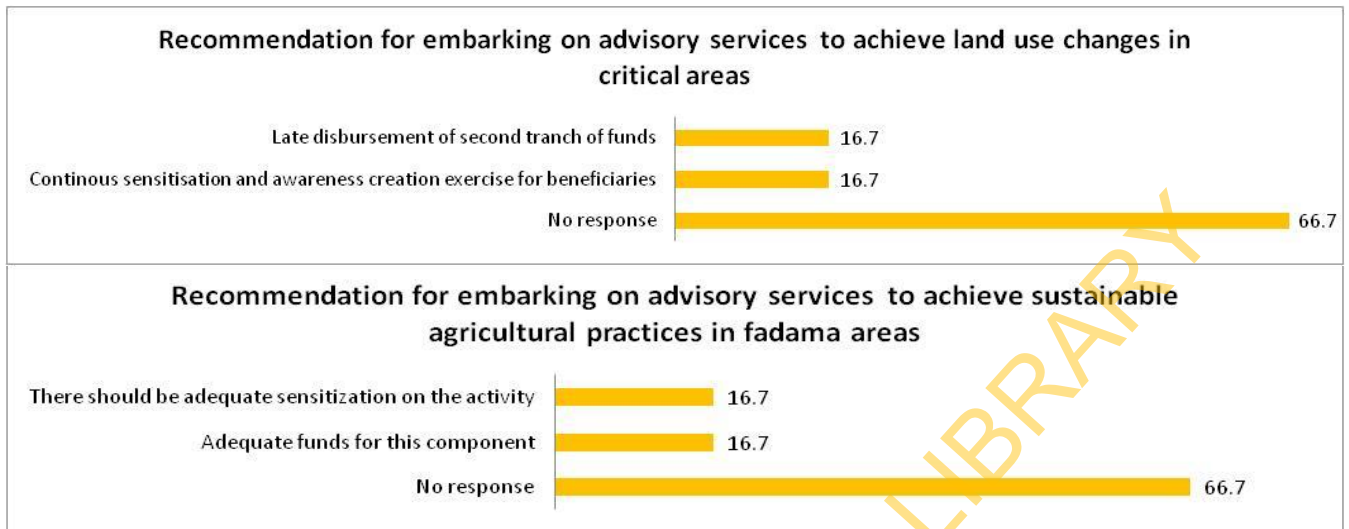 Recommendation for embarking on advisory services to achieve land use changes in
critical areas
Late disbursement of second tranch of funds
16.7
Continous sensitisation and awareness creation exercise for beneficiaries
16.7
No response
66.7
Recommendation for embarking on advisory services to achieve sustainable
agricultural practices in fadama areas
There should be adequate sensitization on the activity
16.7
Adequate funds for this component
16.7
No response
66.7
LIBRARY